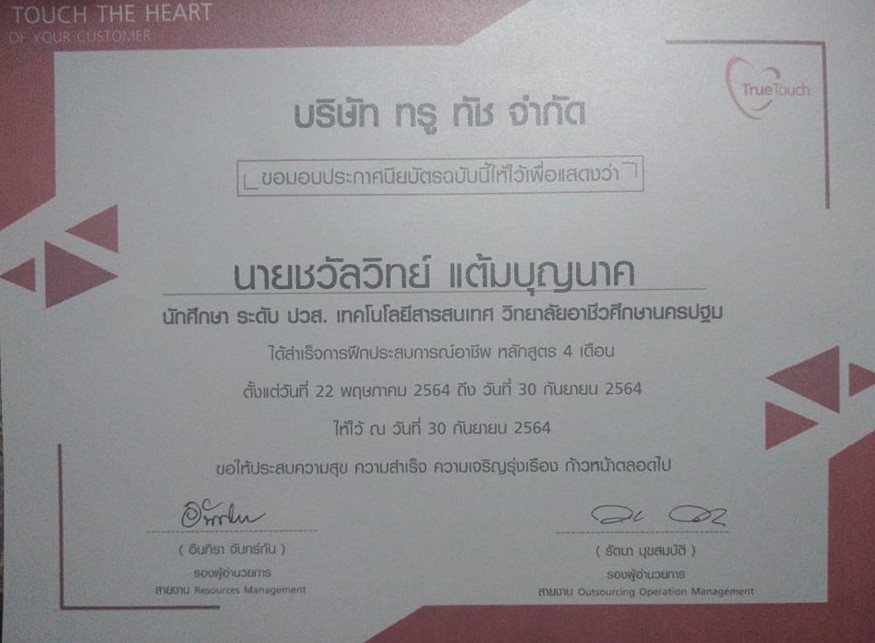 TOUCH THE HEART
OF YOUR CUSTOMER
TrueTouch
บริษัท ทรู ทัช จำกัด
ขอมอบประกาศนียบัตรฉบับนี้ให้ไว้เพื่อแสดงว่า
นายชวัลวิทย์ แต้มบุญนาค
นักศึกษา ระดับ ปวส. เทคโนโลยีสารสนเทศ วิทยาลัยอาชีวศึกษานครปฐม
ได้สำเร็จการฝึกประสบการณ์อาชีพ หลักสูตร 4 เดือน
ตั้งแต่วันที่ 22 พฤษภาคม 2564 ถึง วันที่ 30 กันยายน 2564
ให้ไว้ ณ วันที่ 30 กันยายน 2564
ขอให้ประสบความสุข ความสำเร็จ ความเจริญรุ่งเรือง ก้าวหน้าตลอดไป
( อินทิรา จันทร์กัน ) ( รัตนา มุขสมบัติ )
รองผู้อำนวยการ รองผู้อำนวยการ
สายงาน Resources Management สายงาน Outsourcing Operation Management